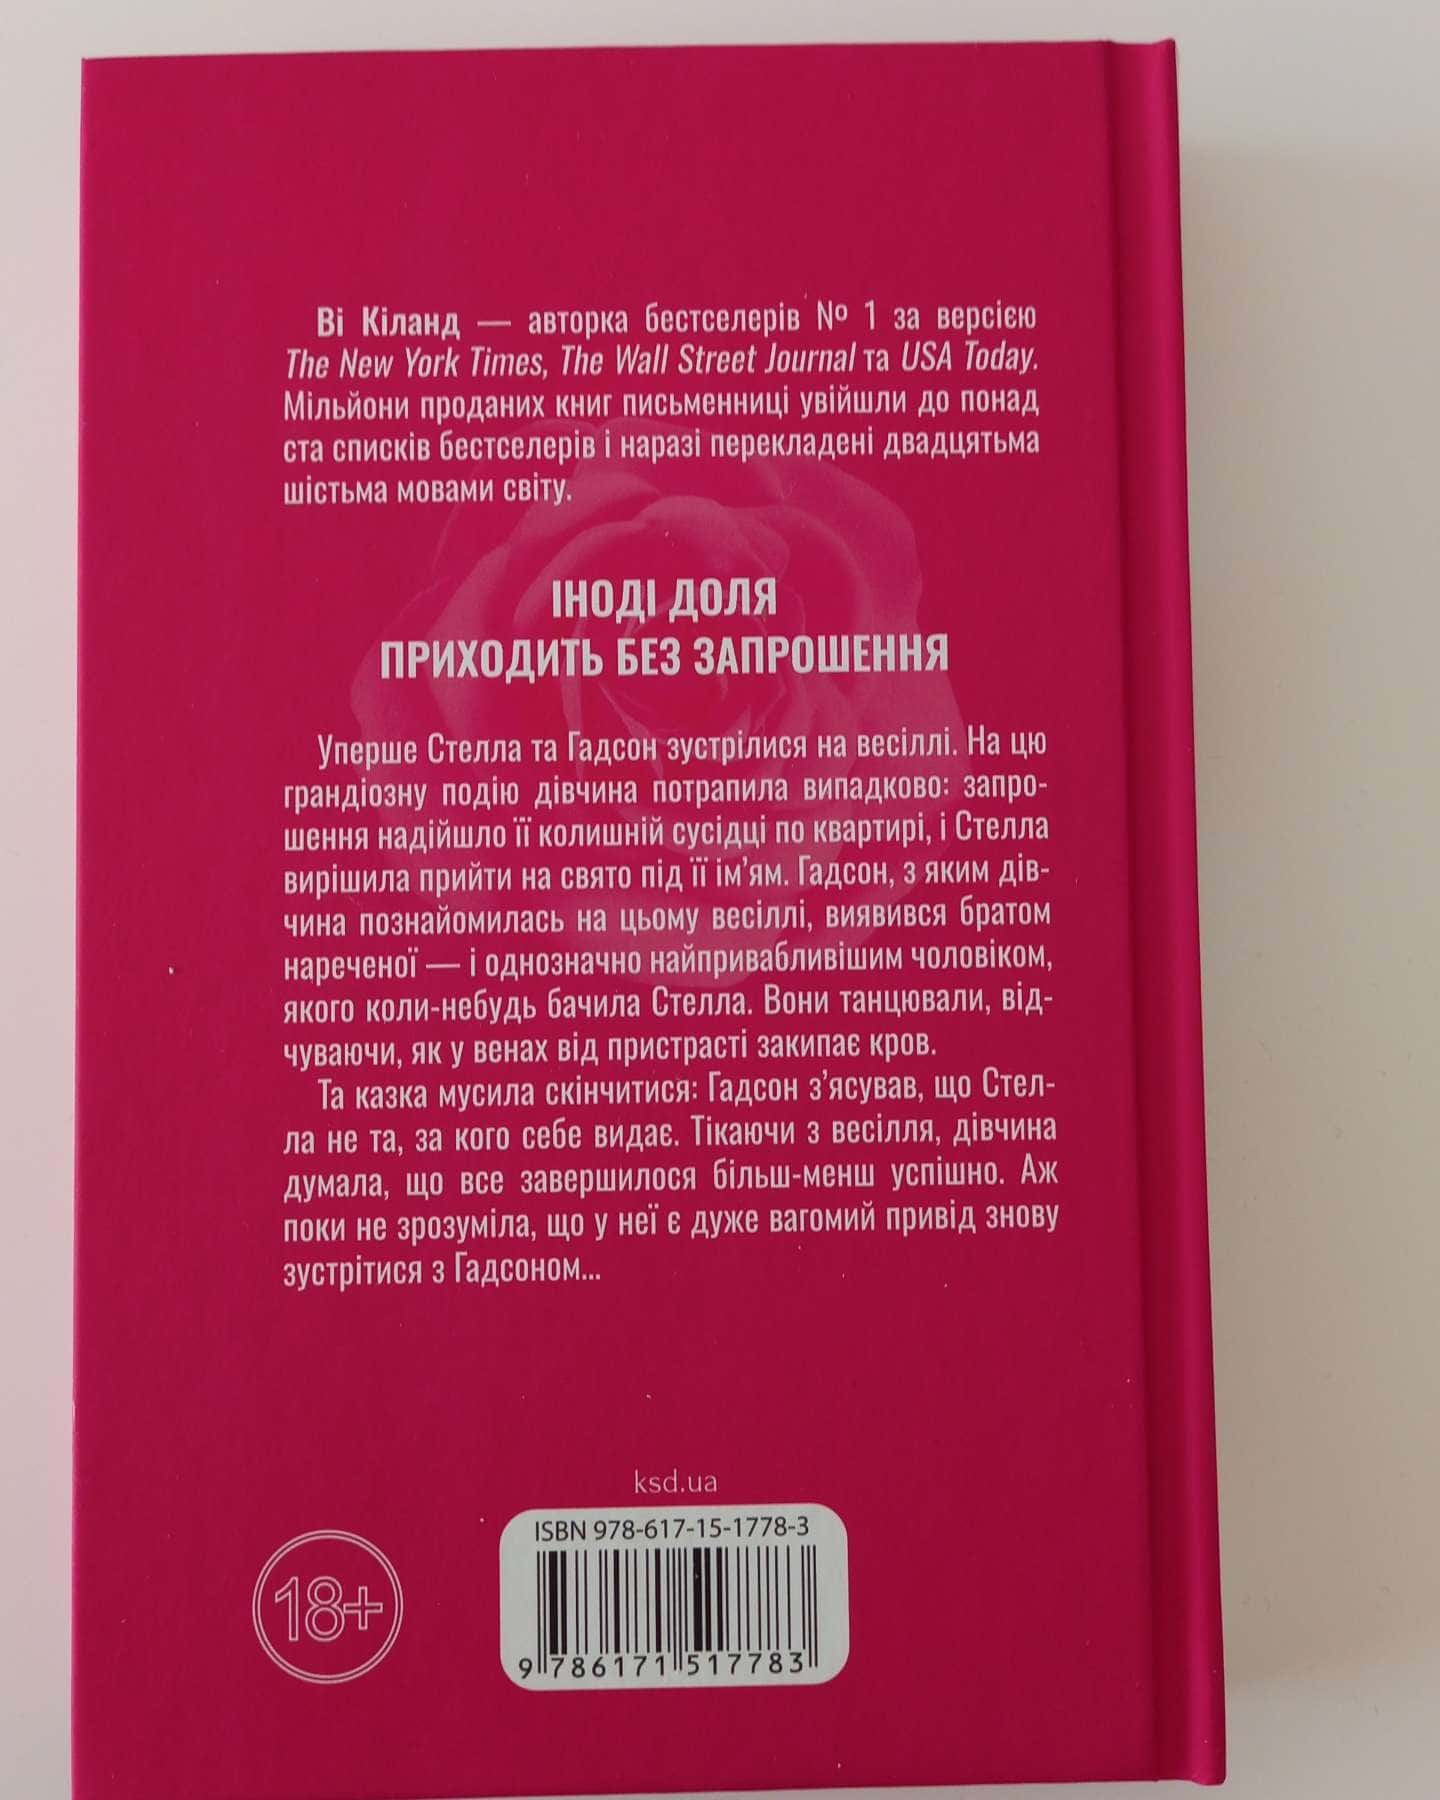 Ві Кіланд — авторка бестселерів № 1 за версією
The New York Times, The Wall Street Journal та USA Today.
Мільйони проданих книг письменниці увійшли до понад
ста списків бестселерів і наразі перекладені двадцятьма
шістьма мовами світу.
ІНОДІ ДОЛЯ
ПРИХОДИТЬ БЕЗ ЗАПРОШЕННЯ
Уперше Стелла та Гадсон зустрілися на весіллі. На цю
грандіозну подію дівчина потрапила випадково: запро-
шення надійшло її колишній сусідці по квартирі, і Стелла
вирішила прийти на свято під її ім’ям. Гадсон, з яким дів-
чина познайомилась на цьому весіллі, виявився братом
нареченої — і однозначно найпривабливішим чоловіком,
якого коли-небудь бачила Стелла. Вони танцювали, від-
чуваючи, як у венах від пристрасті закипає кров.
Та казка мусила скінчитися: Гадсон з’ясував, що Стел-
ла не та, за кого себе видає. Тікаючи з весілля, дівчина
думала, що все завершилося більш-менш успішно. Аж
поки не зрозуміла, що у неї є дуже вагомий привід знову
зустрітися з Гадсоном...
ksd.ua
ISBN 978-617-15-1778-3
18+
9 786171 517783